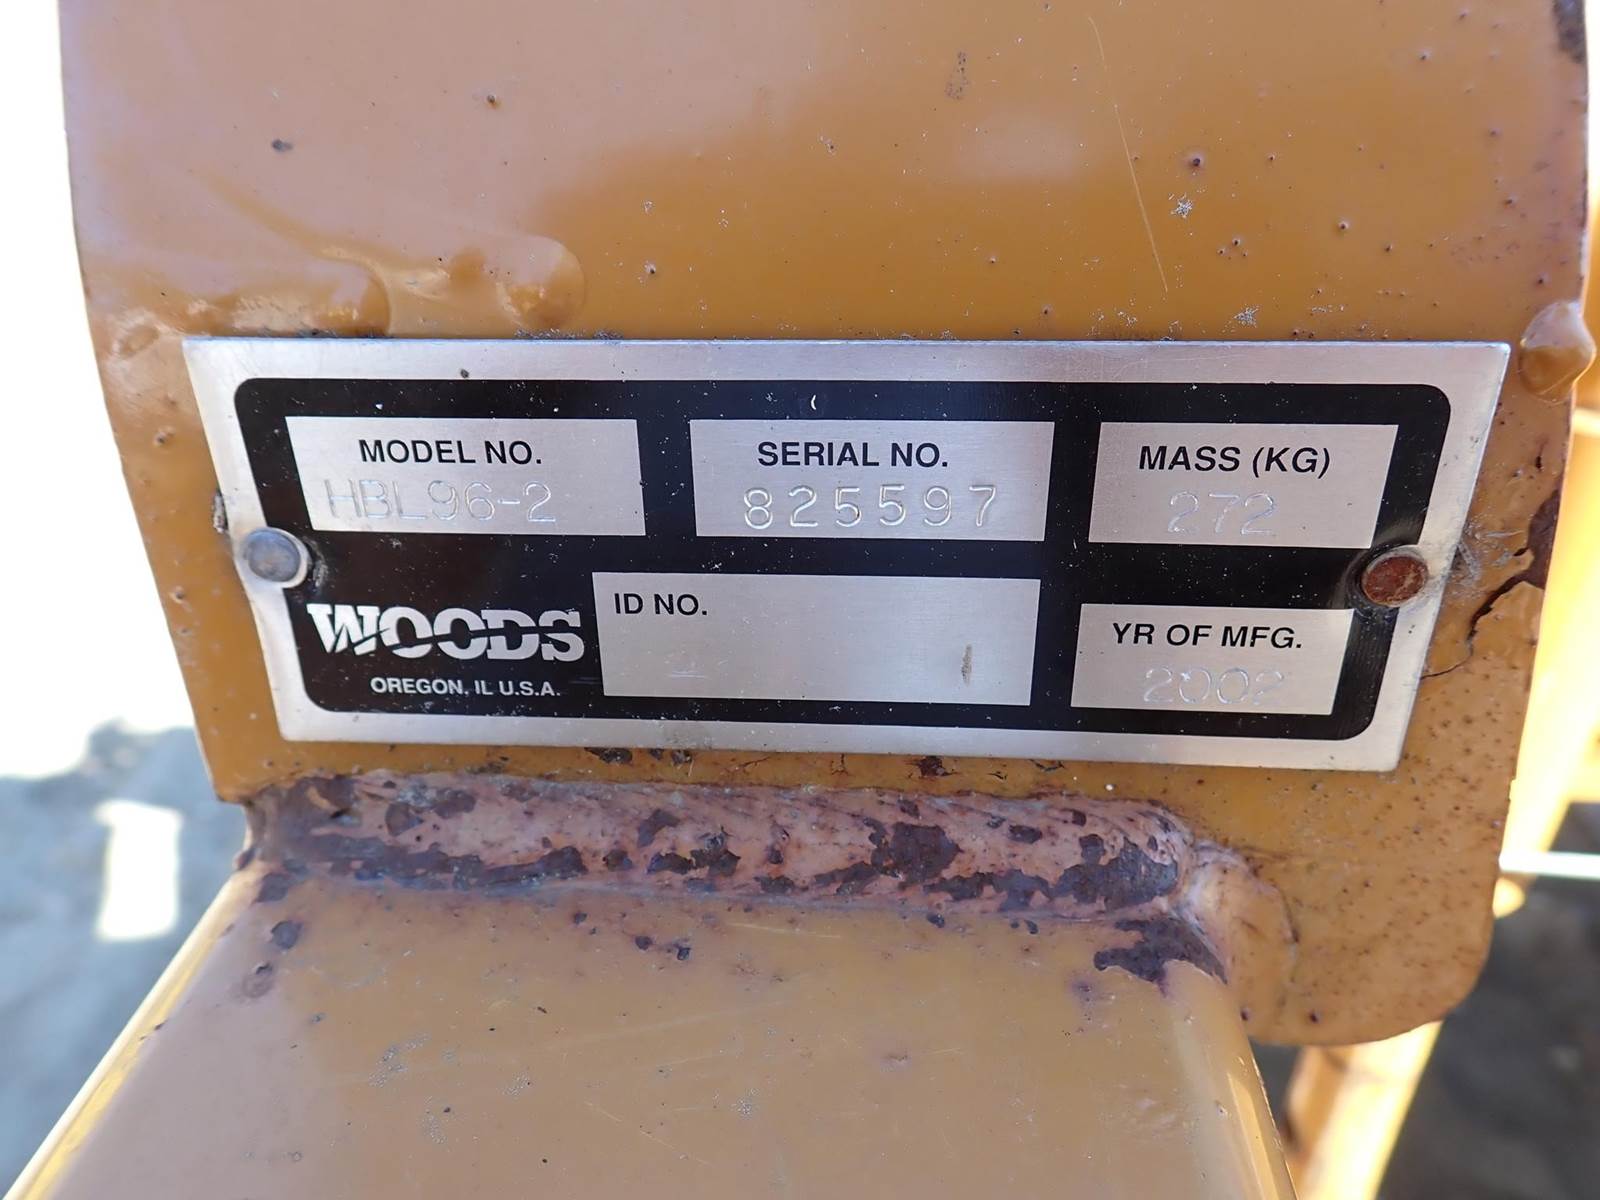 MODEL NO.
HBL96-2
SERIAL NO.
825597
MASS (KG)
272
WOODS
OREGON, IL U.S.A.
ID NO.
YR OF MFG.
2002